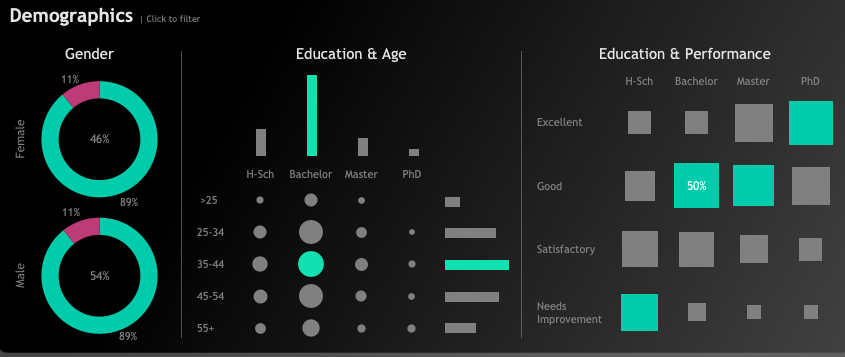 Demographics | Click to filter
Gender
Education & Age
Education & Performance
11%
Female
46%
89%
11%
Male
54%
89%
H-Sch Bachelor Master PhD
>25
25-34
35-44
45-54
55+
H-Sch Bachelor Master PhD
Excellent
Good 50%
Satisfactory
Needs
Improvement